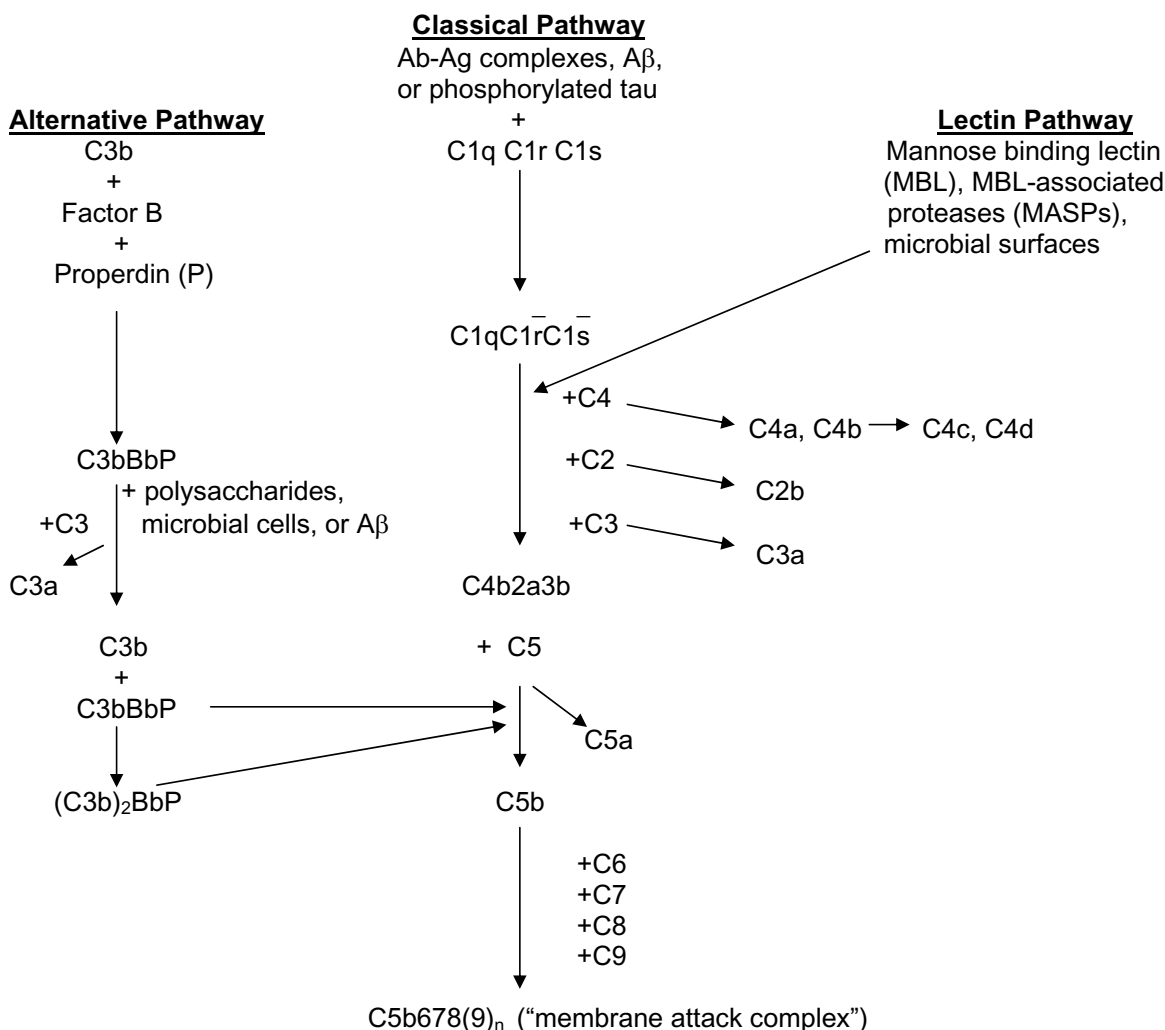 Classical Pathway
Ab-Ag complexes, Aβ,
or phosphorylated tau
+
C1q C1r C1s
Alternative Pathway
C3b
+
Factor B
+
Properdin (P)
Lectin Pathway
Mannose binding lectin
(MBL), MBL-associated
proteases (MASPs),
microbial surfaces
C1qC1r̅C1s̅
+C4
C4a, C4b
C4c, C4d
+C2
C2b
+C3
C3a
C3bBbP
+ polysaccharides,
microbial cells, or Aβ
+C3
C3a
C4b2a3b
C3b
+
C3bBbP
(C3b)₂BbP
+ C5
C5a
C5b
+C6
+C7
+C8
+C9
C5b678(9)ₙ (“membrane attack complex”)